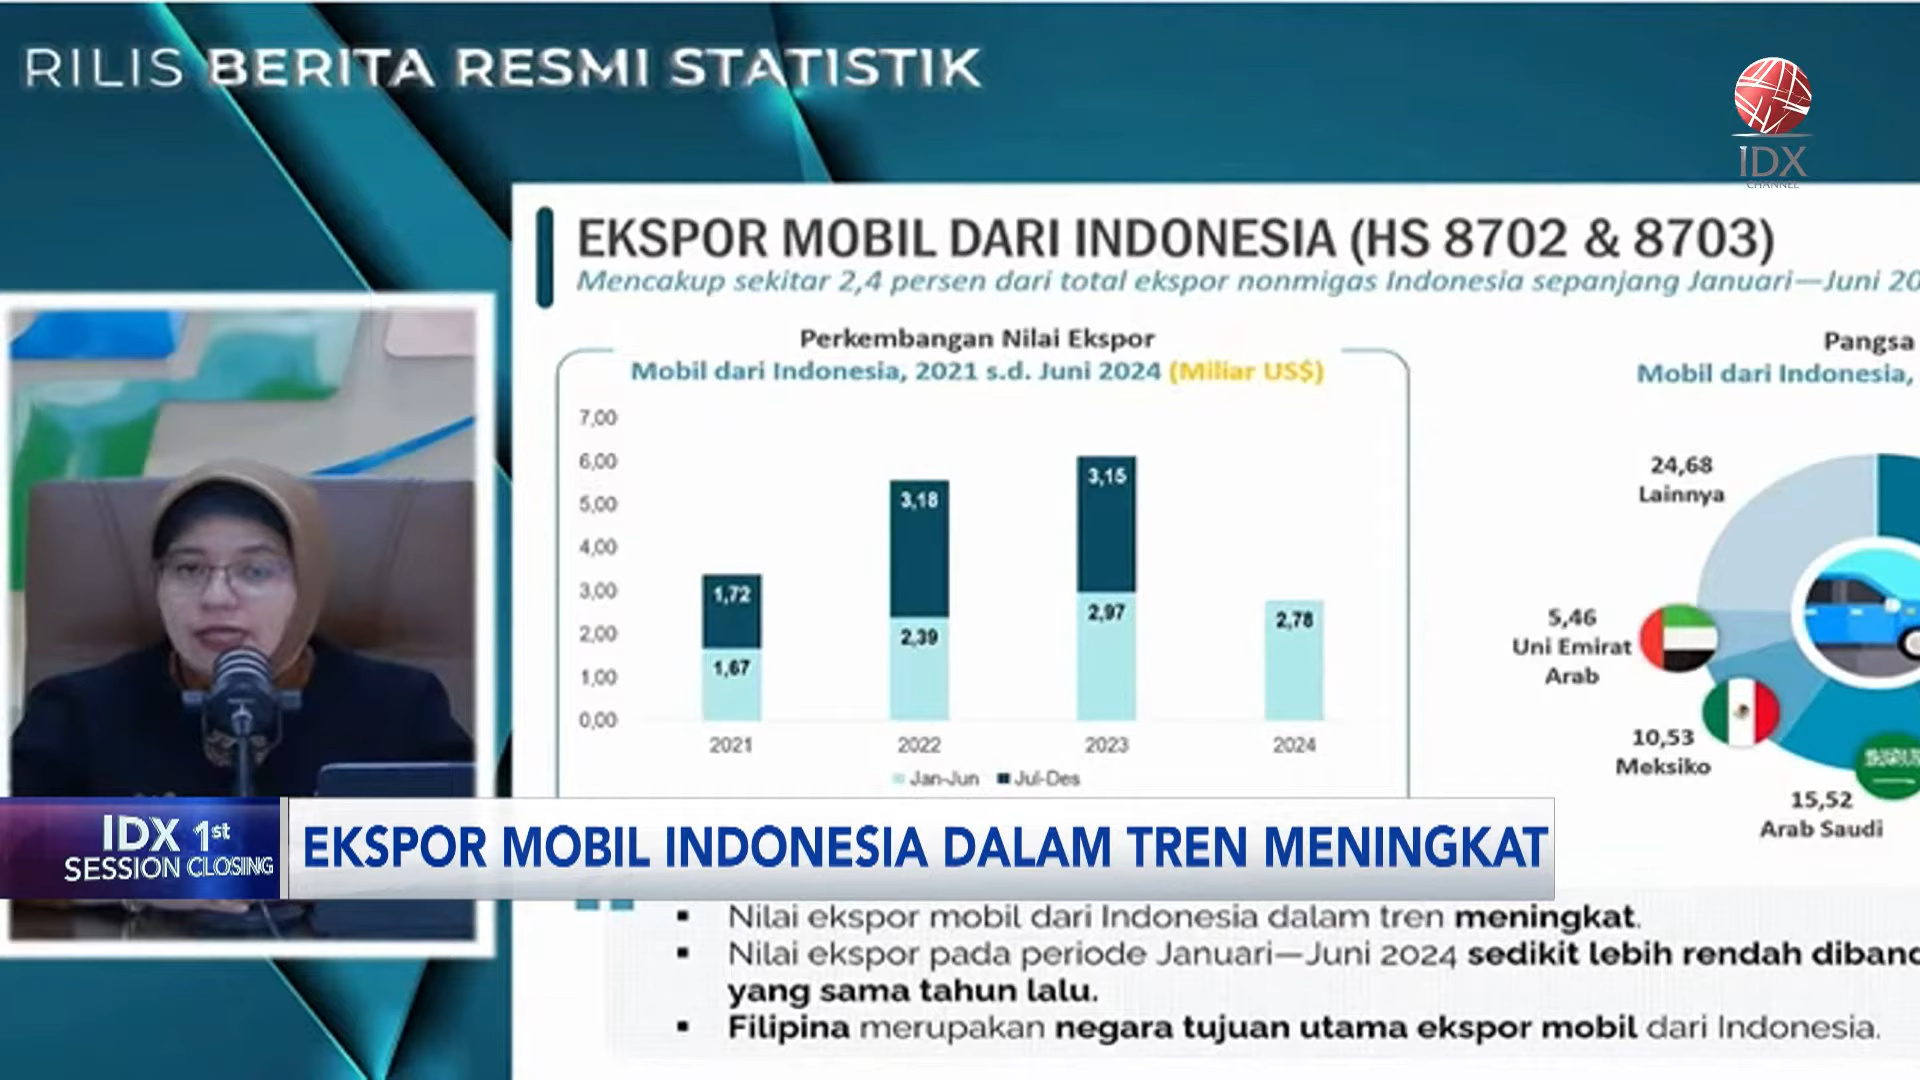 RILIS BERITA RESMI STATISTIK
IDX
CHANNEL
EKSPOR MOBIL DARI INDONESIA (HS 8702 & 8703)
Mencakup sekitar 2,4 persen dari total ekspor nonmigas Indonesia sepanjang Januari—Juni 20
Perkembangan Nilai Ekspor
Mobil dari Indonesia, 2021 s.d. Juni 2024 (Miliar US$)
7,00
6,00
5,00
4,00
3,00
2,00
1,00
0,00
1,72
1,67
3,18
2,39
3,15
2,97
2,78
2021
2022
2023
2024
Jan-Jun
Jul-Des
Pangsa
Mobil dari Indonesia,
24,68
Lainnya
5,46
Uni Emirat
Arab
10,53
Meksiko
15,52
Arab Saudi
IDX 1st
SESSION CLOSING
EKSPOR MOBIL INDONESIA DALAM TREN MENINGKAT
▪ Nilai ekspor mobil dari Indonesia dalam tren meningkat.
▪ Nilai ekspor pada periode Januari—Juni 2024 sedikit lebih rendah diband
yang sama tahun lalu.
▪ Filipina merupakan negara tujuan utama ekspor mobil dari Indonesia.